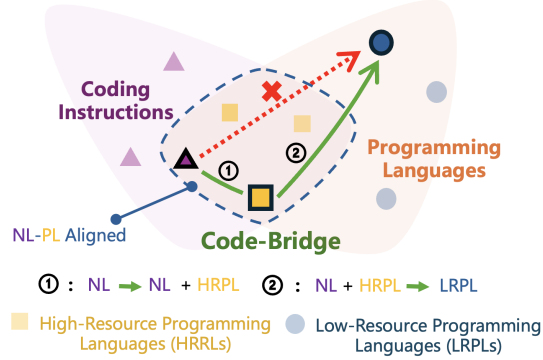 Coding
Instructions
①
②
Programming
Languages
NL-PL Aligned
Code-Bridge
① : NL → NL + HRPL ② : NL + HRPL → LRPL
High-Resource Programming
Languages (HRRLs)
Low-Resource Programming
Languages (LRPLs)